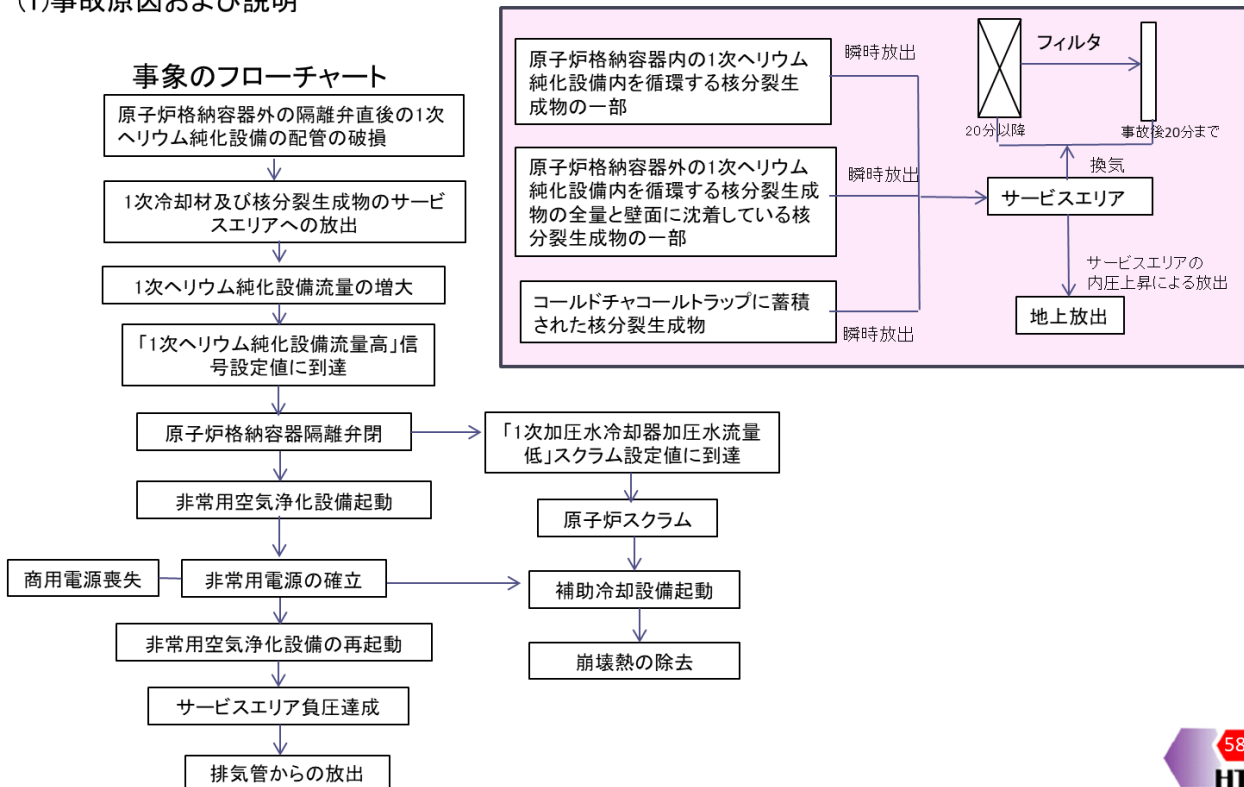 (1)事故原因および説明
事象のフローチャート
原子炉格納容器外の隔離弁直後の1次
ヘリウム純化設備の配管の破損
1次冷却材及び核分裂生成物のサービ
スエリアへの放出
1次ヘリウム純化設備流量の増大
「1次ヘリウム純化設備流量高」信
号設定値に到達
原子炉格納容器隔離弁閉
非常用空気浄化設備起動
商用電源喪失
非常用電源の確立
非常用空気浄化設備の再起動
サービスエリア負圧達成
排気管からの放出
「1次加圧水冷却器加圧水流量
低」スクラム設定値に到達
原子炉スクラム
補助冷却設備起動
崩壊熱の除去
原子炉格納容器内の1次ヘリウム
純化設備内を循環する核分裂生
成物の一部
瞬時放出
原子炉格納容器外の1次ヘリウム
純化設備内を循環する核分裂生成
物の全量と壁面に沈着している核
分裂生成物の一部
瞬時放出
コールドチャコールトラップに蓄積
された核分裂生成物
瞬時放出
フィルタ
20分以降
事故後20分まで
換気
サービスエリア
サービスエリアの
内圧上昇による放出
地上放出
58